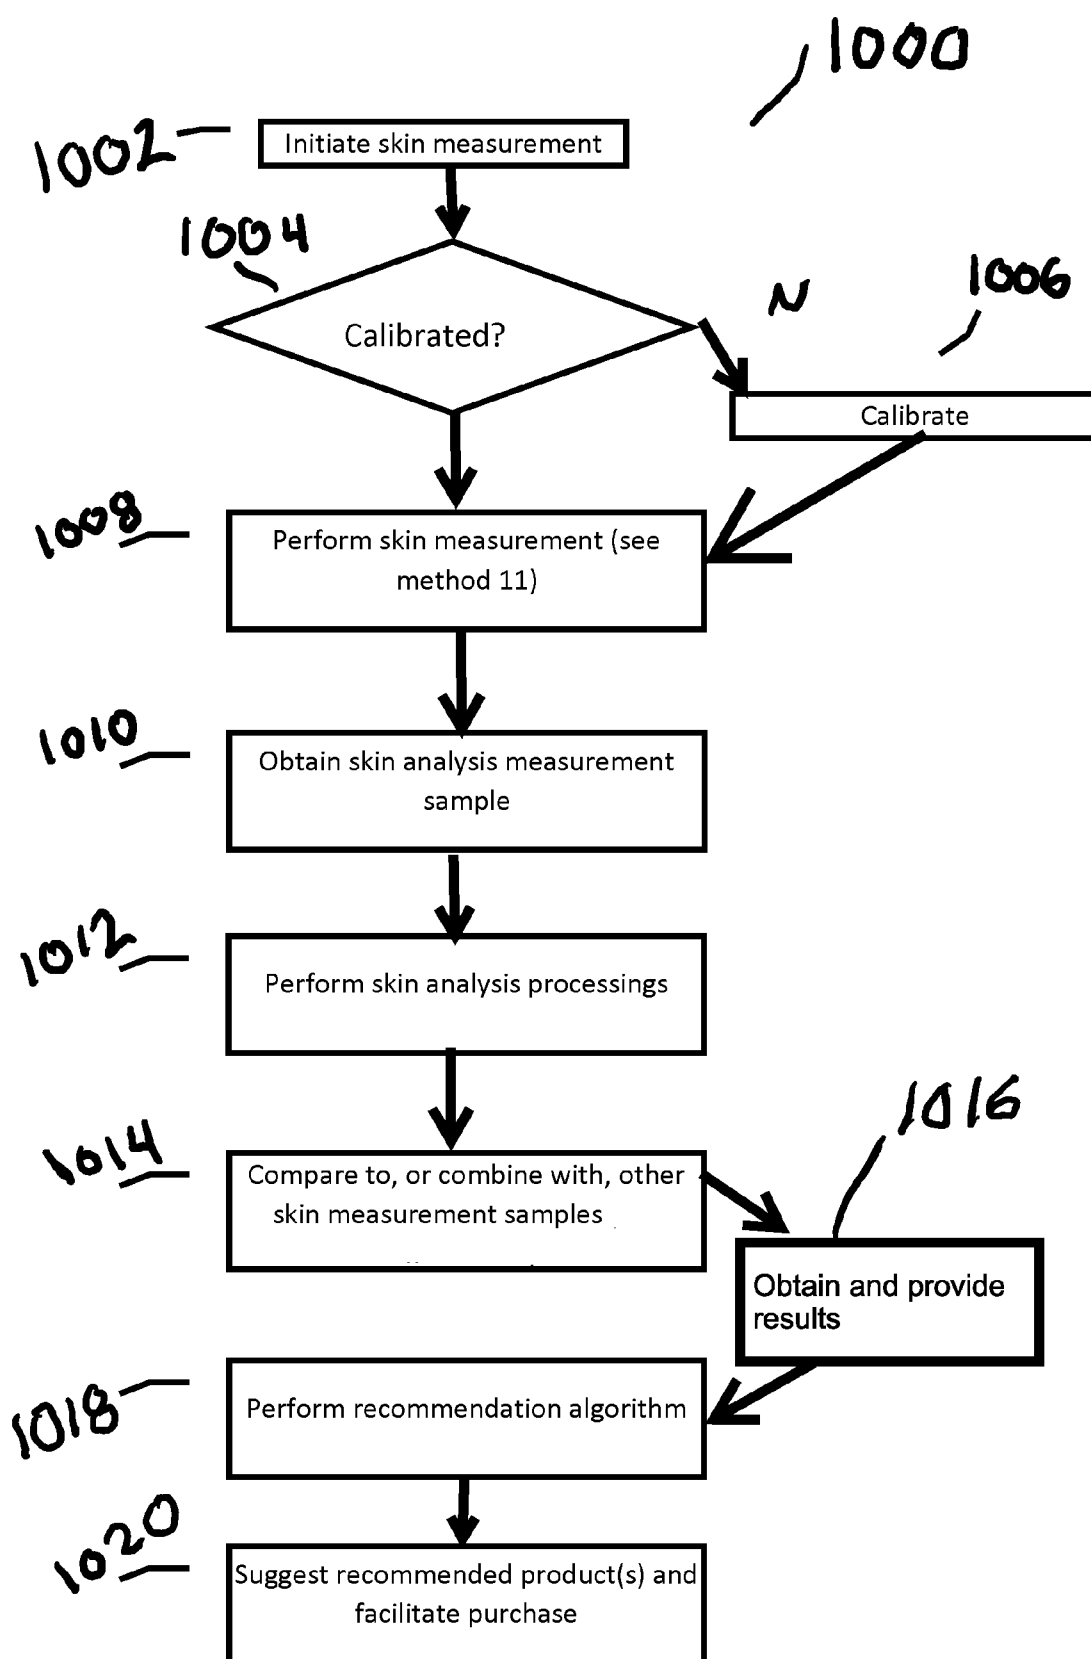 1000
1002
Initiate skin measurement
1004
Calibrated?
N
1006
Calibrate
1008
Perform skin measurement (see
method 11)
1010
Obtain skin analysis measurement
sample
1012
Perform skin analysis processings
1014
Compare to, or combine with, other
skin measurement samples
1016
Obtain and provide
results
1018
Perform recommendation algorithm
1020
Suggest recommended product(s) and
facilitate purchase